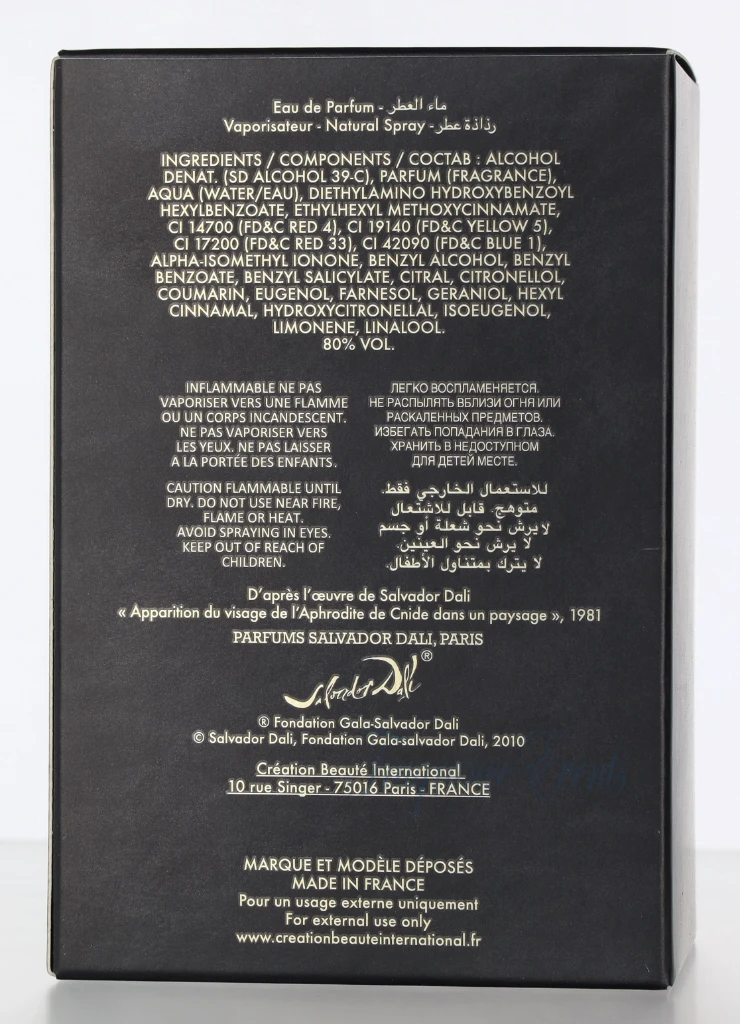 Eau de Parfum - ماء العطر
Vaporisateur - Natural Spray - رذاذة عطر
INGREDIENTS / COMPONENTS / COCTAB : ALCOHOL
DENAT. (SD ALCOHOL 39-C), PARFUM (FRAGRANCE),
AQUA (WATER/EAU), DIETHYLAMINO HYDROXYBENZOYL
HEXYLBENZOATE, ETHYLHEXYL METHOXYCINNAMATE,
CI 14700 (FD&C RED 4), CI 19140 (FD&C YELLOW 5),
CI 17200 (FD&C RED 33), CI 42090 (FD&C BLUE 1),
ALPHA-ISOMETHYL IONONE, BENZYL ALCOHOL, BENZYL
BENZOATE, BENZYL SALICYLATE, CITRAL, CITRONELLOL,
COUMARIN, EUGENOL, FARNESOL, GERANIOL, HEXYL
CINNAMAL, HYDROXYCITRONELLAL, ISOEUGENOL,
LIMONENE, LINALOOL.
80% VOL.
INFLAMMABLE NE PAS
VAPORISER VERS UNE FLAMME
OU UN CORPS INCANDESCENT.
NE PAS VAPORISER VERS
LES YEUX. NE PAS LAISSER
A LA PORTÉE DES ENFANTS.
ЛЕГКО ВОСПЛАМЕНЯЕТСЯ.
НЕ РАСПЫЛЯТЬ ВБЛИЗИ ОГНЯ ИЛИ
РАСКАЛЕННЫХ ПРЕДМЕТОВ.
ИЗБЕГАТЬ ПОПАДАНИЯ В ГЛАЗА.
ХРАНИТЬ В НЕДОСТУПНОМ
ДЛЯ ДЕТЕЙ МЕСТЕ.
CAUTION FLAMMABLE UNTIL
DRY. DO NOT USE NEAR FIRE,
FLAME OR HEAT.
AVOID SPRAYING IN EYES.
KEEP OUT OF REACH OF
CHILDREN.
للاستعمال الخارجي فقط.
متوهج. قابل للاشتعال
لايرش نحو شعلة أو جسم
لا يرش نحو العينين.
لا يترك بمتناول الأطفال.
D'après l'œuvre de Salvador Dali
« Apparition du visage de l'Aphrodite de Cnide dans un paysage », 1981
PARFUMS SALVADOR DALI, PARIS
Salvador Dali ®
® Fondation Gala-Salvador Dali
© Salvador Dali, Fondation Gala-salvador Dali, 2010
Création Beauté International
10 rue Singer - 75016 Paris - FRANCE
MARQUE ET MODÈLE DÉPOSÉS
MADE IN FRANCE
Pour un usage externe uniquement
For external use only
www.creationbeauteinternational.fr